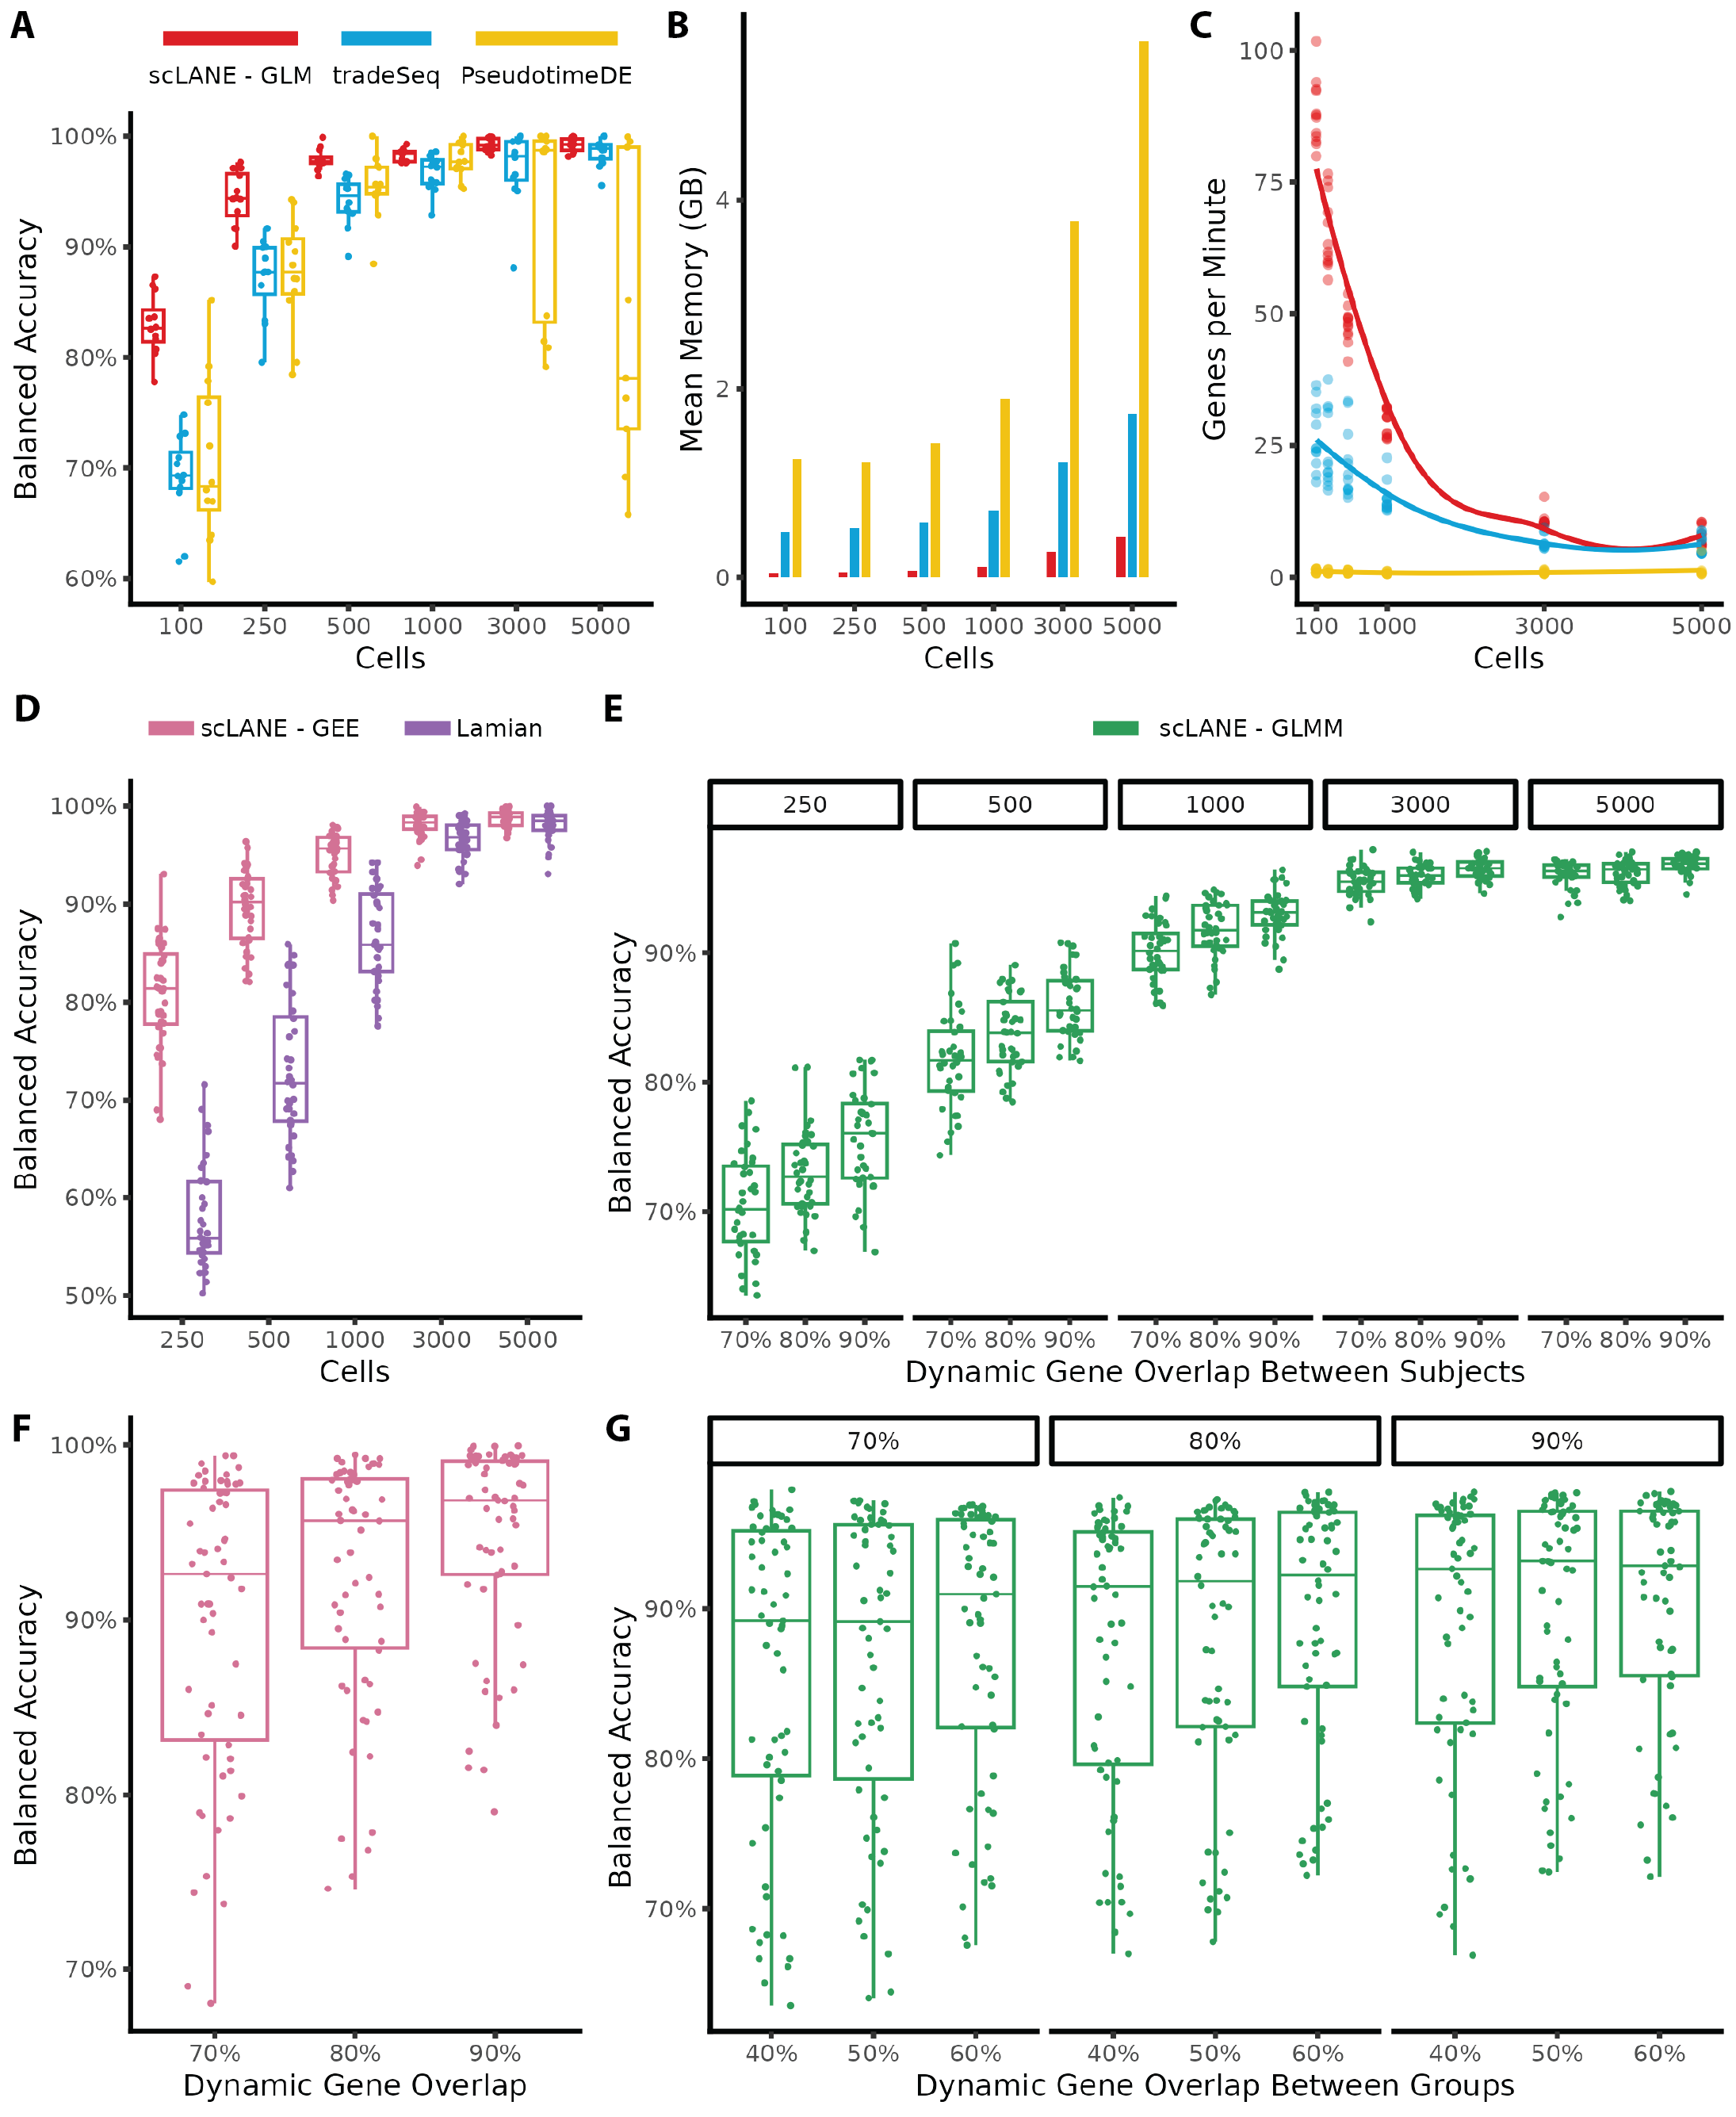 A
scLANE - GLM tradeSeq PseudotimeDE
Balanced Accuracy
100%
90%
80%
70%
60%
100 250 500 1000 3000 5000
Cells
B
Mean Memory (GB)
4
2
0
100 250 500 1000 3000 5000
Cells
C
Genes per Minute
100
75
50
25
0
100 1000 3000 5000
Cells
D
scLANE - GEE Lamian
Balanced Accuracy
100%
90%
80%
70%
60%
50%
250 500 1000 3000 5000
Cells
E
scLANE - GLMM
250 500 1000 3000 5000
Balanced Accuracy
90%
80%
70%
70% 80% 90% 70% 80% 90% 70% 80% 90% 70% 80% 90% 70% 80% 90%
Dynamic Gene Overlap Between Subjects
F
Balanced Accuracy
100%
90%
80%
70%
70% 80% 90%
Dynamic Gene Overlap
G
70% 80% 90%
Balanced Accuracy
90%
80%
70%
40% 50% 60% 40% 50% 60% 40% 50% 60%
Dynamic Gene Overlap Between Groups